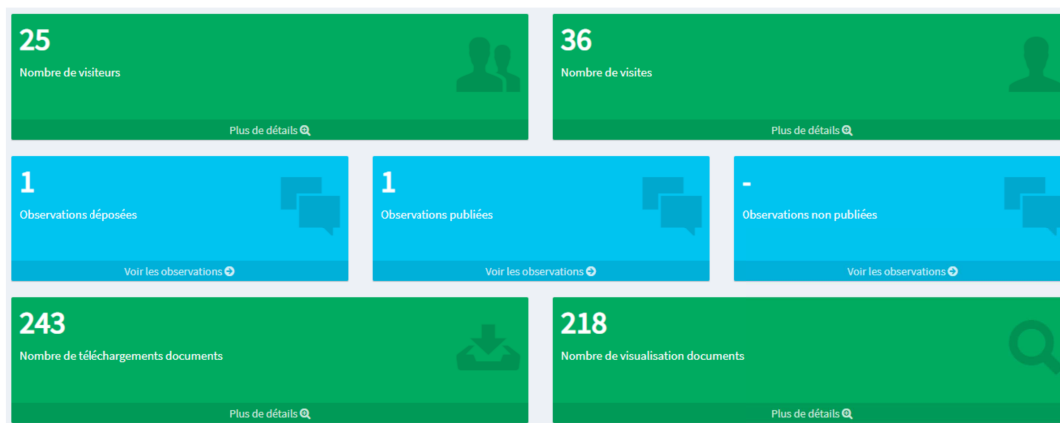 25
Nombre de visiteurs
Plus de détails
36
Nombre de visites
Plus de détails
1
Observations déposées
Voir les observations
1
Observations publiées
Voir les observations
-
Observations non publiées
Voir les observations
243
Nombre de téléchargements documents
Plus de détails
218
Nombre de visualisation documents
Plus de détails